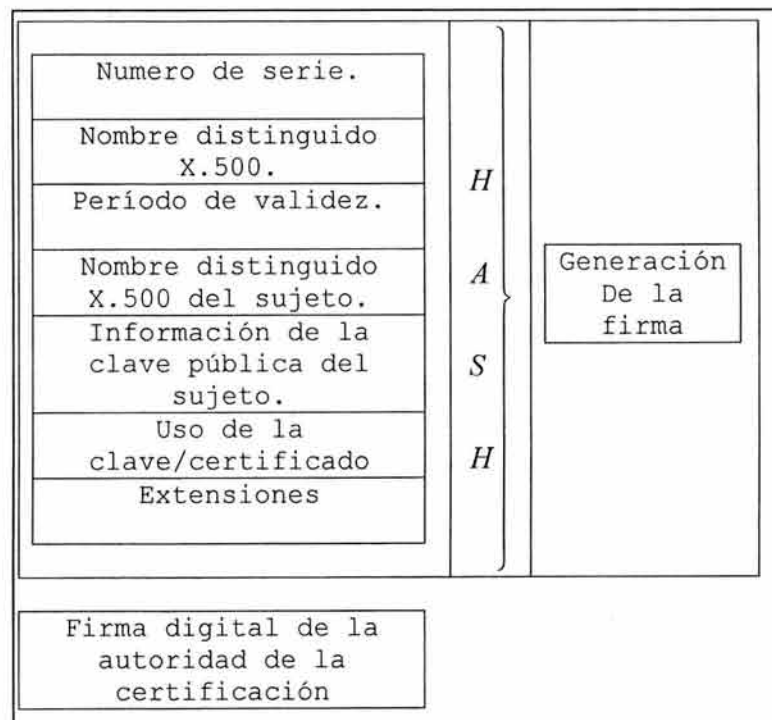 Numero de serie.
Nombre distinguido
X.500.
Período de validez.
Nombre distinguido
X.500 del sujeto.
Información de la
clave pública del
sujeto.
Uso de la
clave/certificado
Extensiones
H
A
S
H
Generación
De la
firma
Firma digital de la
autoridad de la
certificación